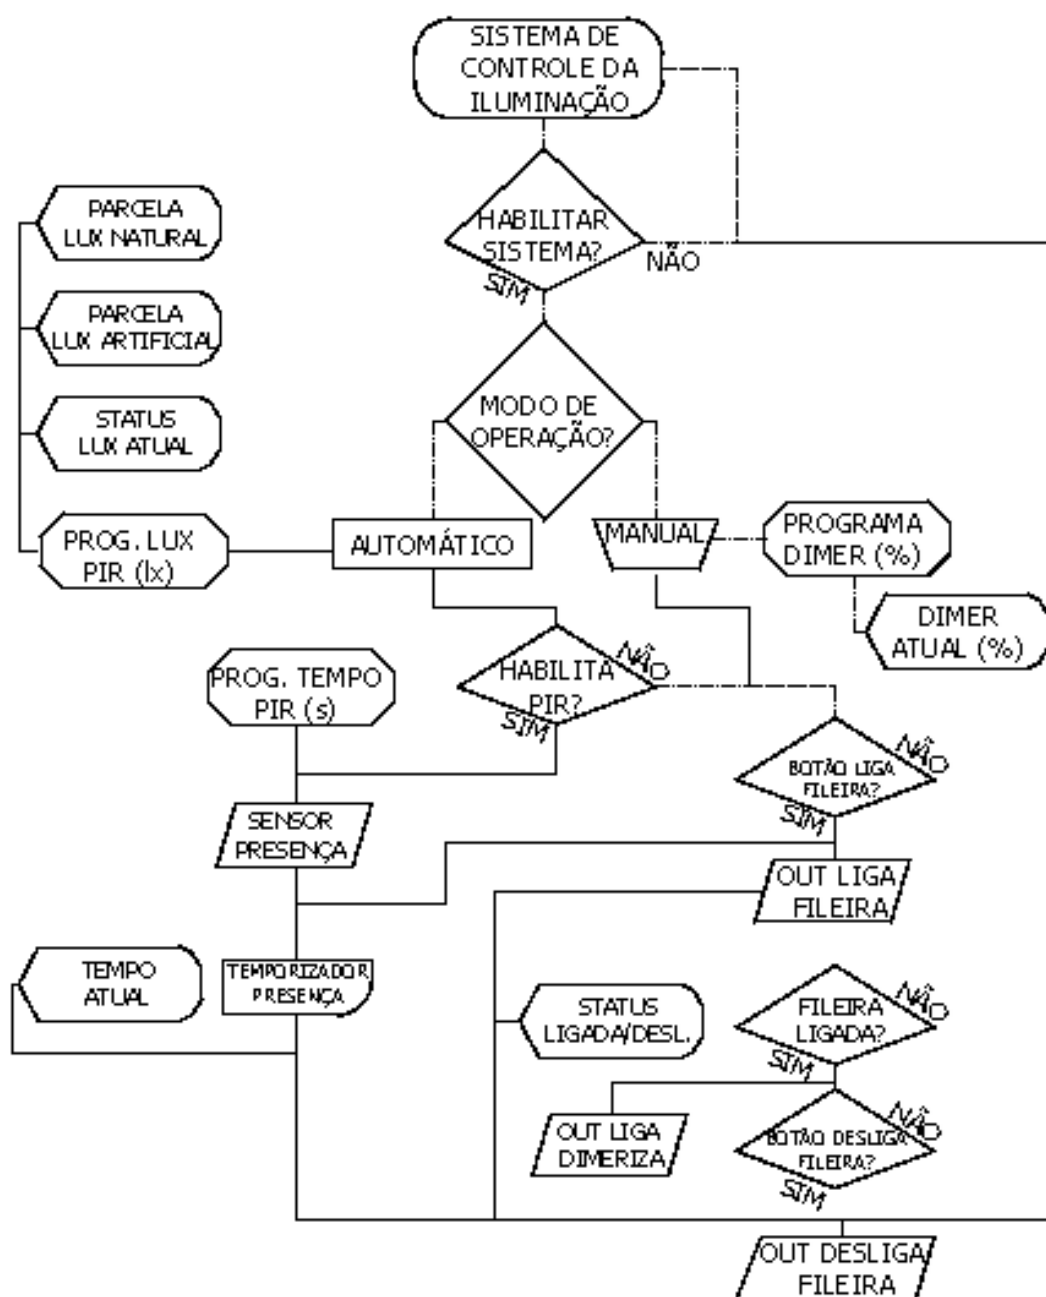 SISTEMA DE
CONTROLE DA
ILUMINAÇÃO
HABILITAR
SISTEMA?
NÃO
SIM
PARCELA
LUX NATURAL
PARCELA
LUX ARTIFICIAL
STATUS
LUX ATUAL
PROG. LUX
PIR (lx)
MODO DE
OPERAÇÃO?
AUTOMÁTICO
MANUAL
PROGRAMA
DIMER (%)
DIMER
ATUAL (%)
PROG. TEMPO
PIR (s)
HABILITA
PIR?
NÃO
SIM
BOTÃO LIGA
FILEIRA?
NÃO
SIM
SENSOR
PRESENÇA
OUT LIGA
FILEIRA
TEMPO
ATUAL
TEMPORIZADOR
PRESENÇA
STATUS
LIGADA/DESL.
FILEIRA
LIGADA?
NÃO
SIM
OUT LIGA
DIMERIZA
BOTÃO DESLIGA
FILEIRA?
NÃO
SIM
OUT DESLIGA
FILEIRA